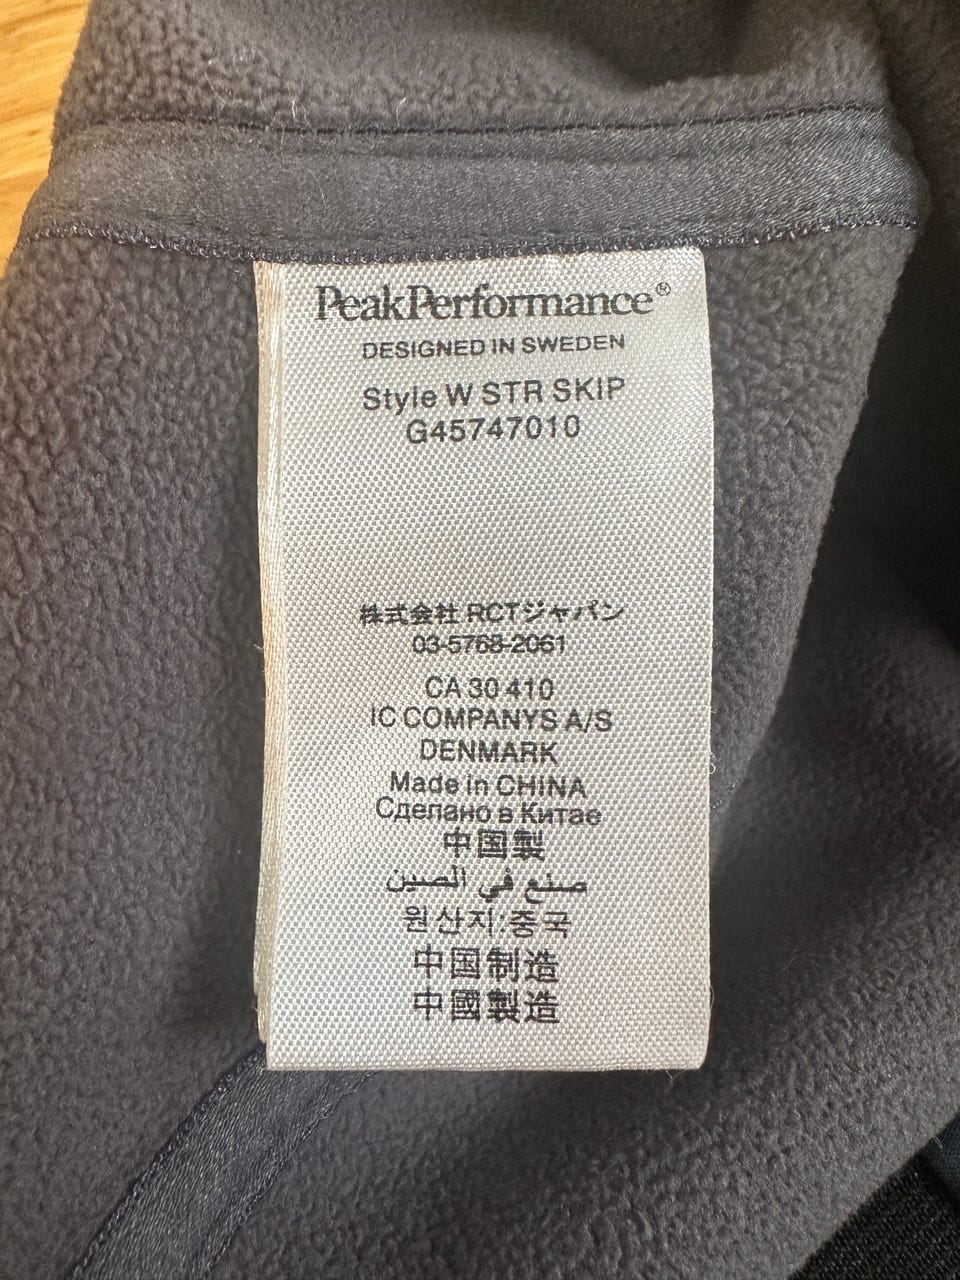 PeakPerformance®
DESIGNED IN SWEDEN
Style W STR SKIP
G45747010
株式会社 RCTジャパン
03-5768-2061
CA 30 410
IC COMPANYS A/S
DENMARK
Made in CHINA
Сделано в Китае
中国製
صنع في الصين
원산지:중국
中国制造
中國製造